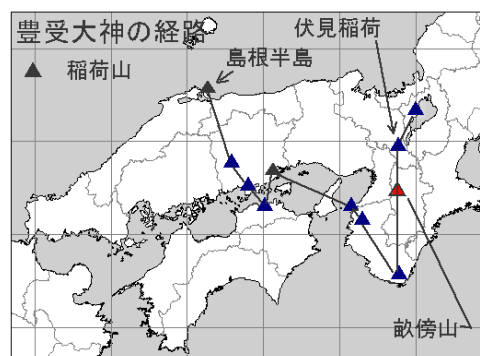 豊受大神の経路
伏見稲荷
▲ 稲荷山
島根半島
畝傍山